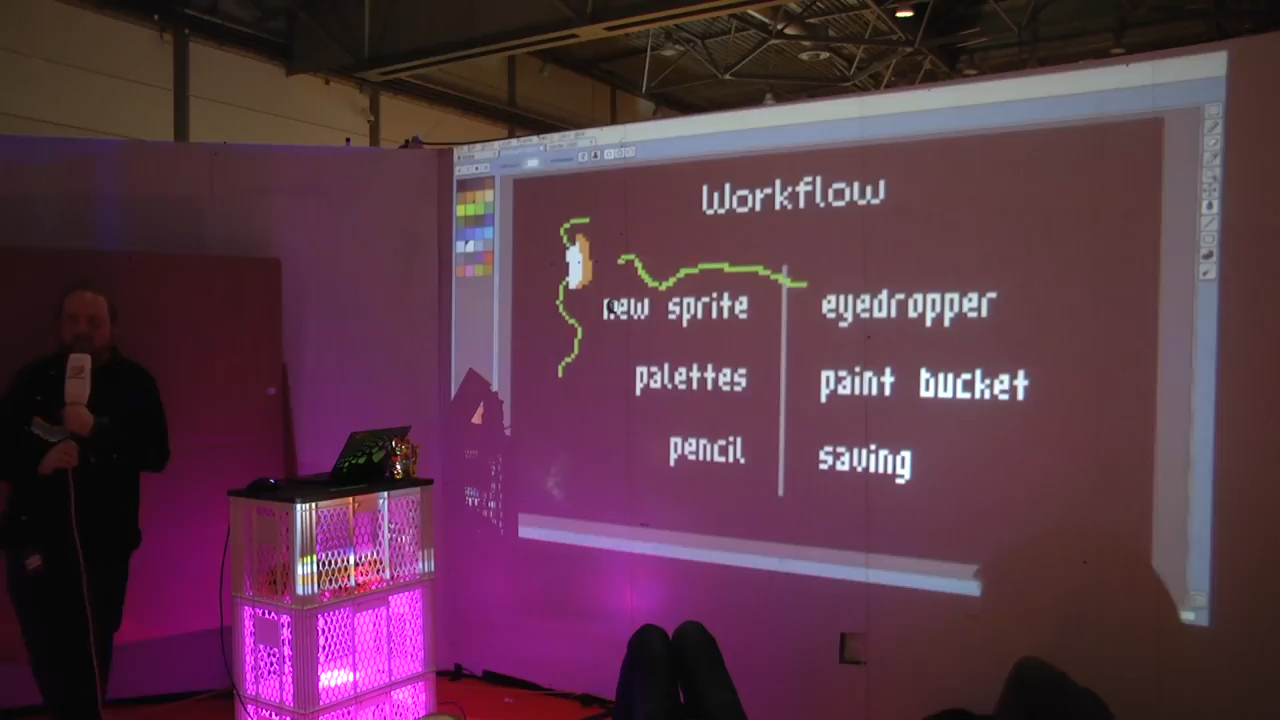 Workflow
new sprite
eyedropper
palettes
paint bucket
pencil
saving